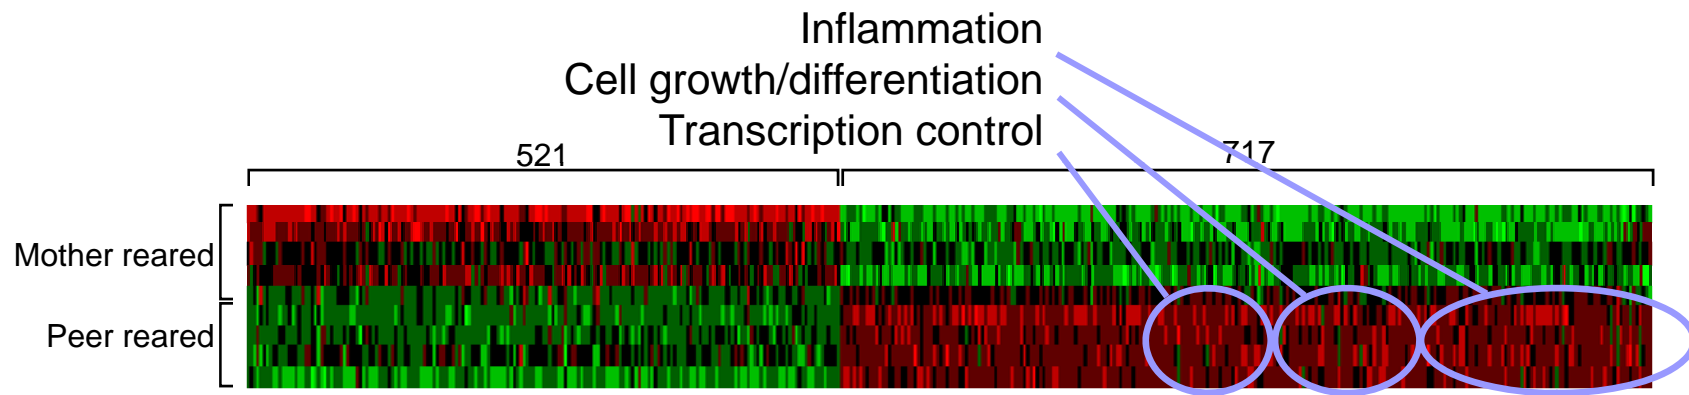 Inflammation
Cell growth/differentiation
Transcription control
521
717
Mother reared
Peer reared